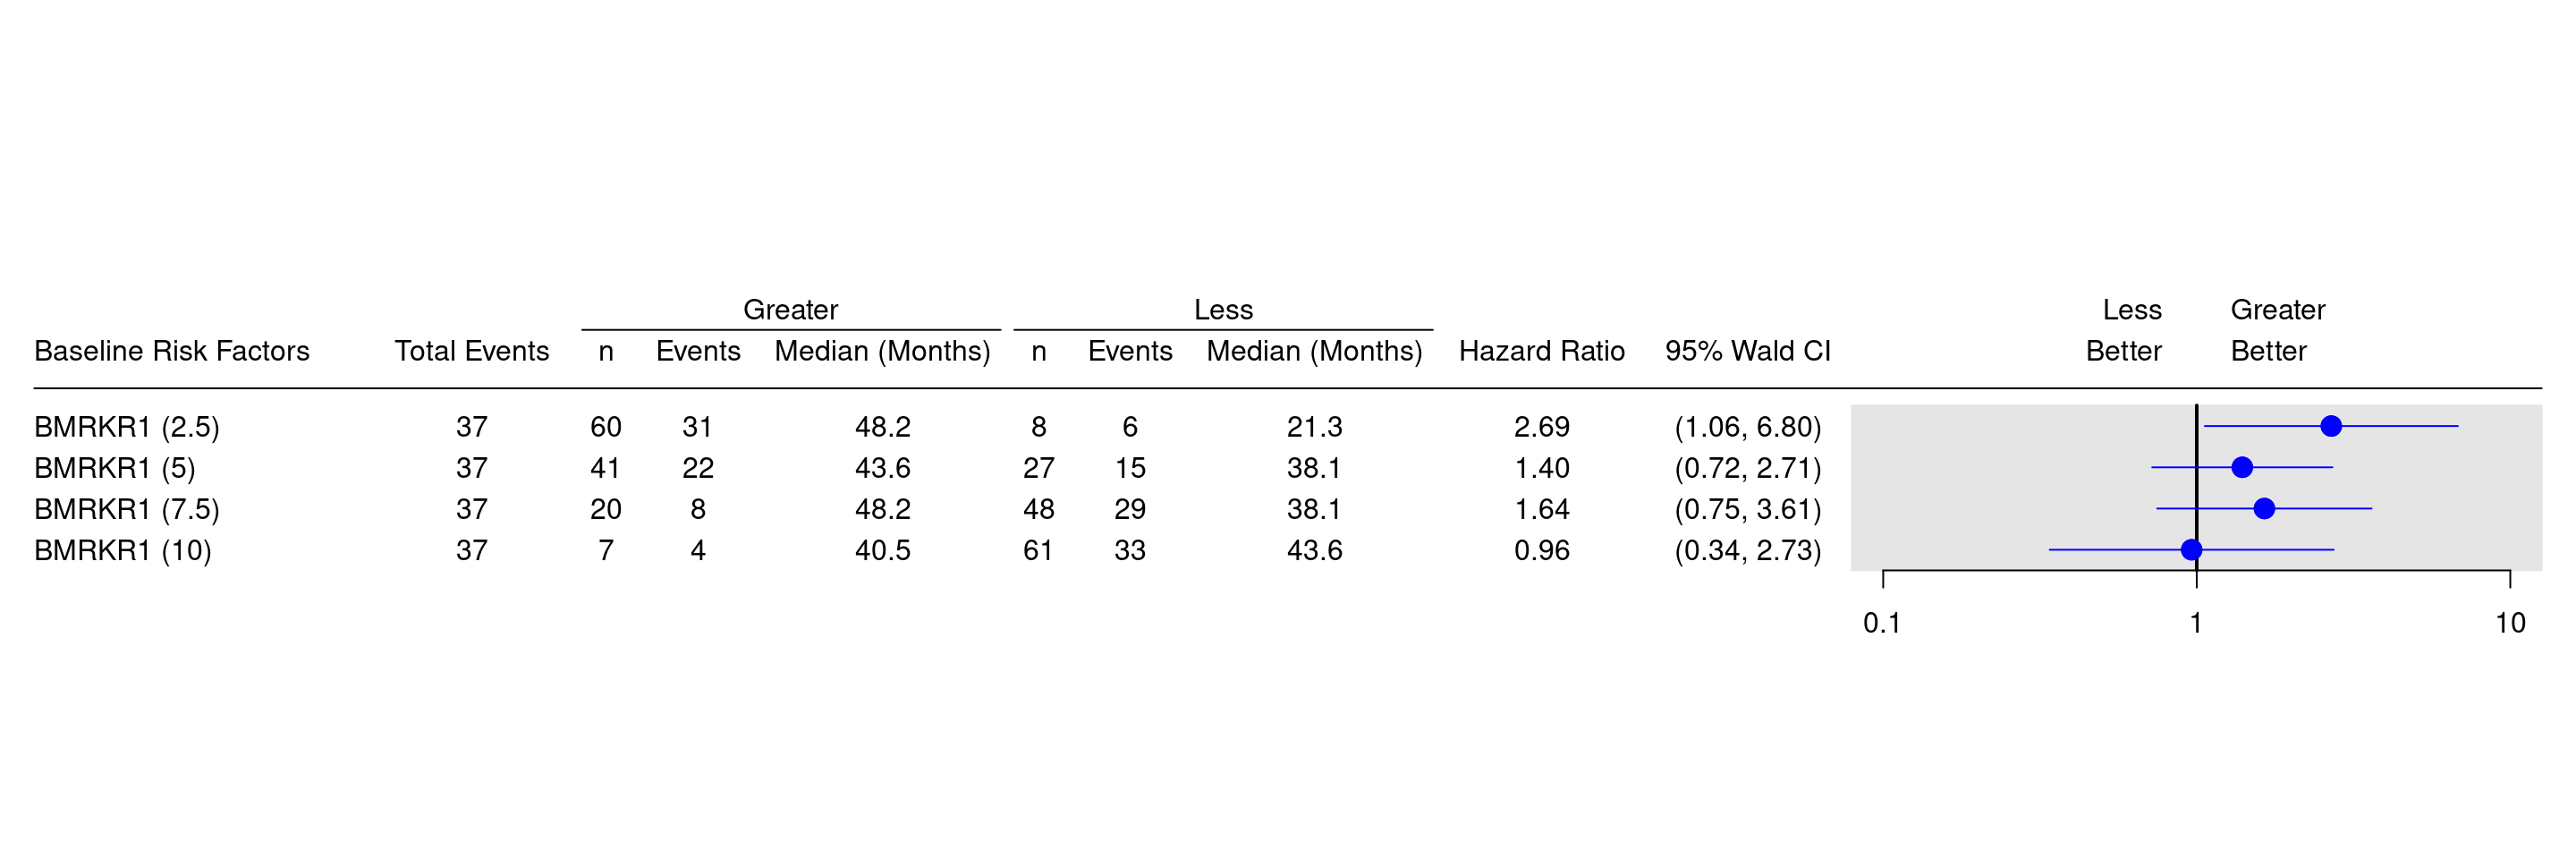 Greater Less Less Greater
Baseline Risk Factors Total Events n Events Median (Months) n Events Median (Months) Hazard Ratio 95% Wald CI Better Better
BMRKR1 (2.5) 37 60 31 48.2 8 6 21.3 2.69 (1.06, 6.80)
BMRKR1 (5) 37 41 22 43.6 27 15 38.1 1.40 (0.72, 2.71)
BMRKR1 (7.5) 37 20 8 48.2 48 29 38.1 1.64 (0.75, 3.61)
BMRKR1 (10) 37 7 4 40.5 61 33 43.6 0.96 (0.34, 2.73)
0.1 1 10